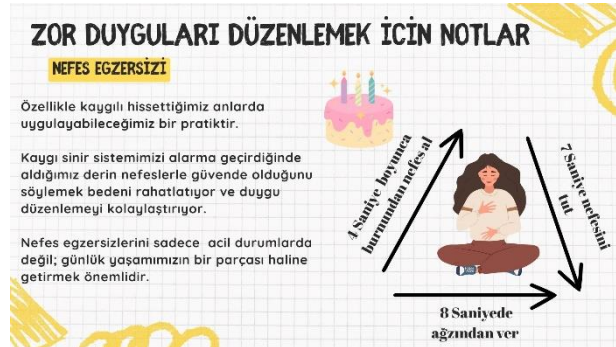 ZOR DUYGULARI DÜZENLEMEK İCİN NOTLAR
NEFES EGZERSİZİ
Özellikle kaygılı hissettiğimiz anlarda
uygulayabileceğimiz bir pratiktir.
Kaygı sinir sistemimizi alarma geçirdiğinde
aldığımız derin nefeslerle güvende olduğunu
söylemek bedeni rahatlatıyor ve duygu
düzenlemeyi kolaylaştırıyor.
Nefes egzersizlerini sadece acil durumlarda
değil; günlük yaşamımızın bir parçası haline
getirmek önemlidir.
4 Saniye boyunca
burnundan nefes al
7 Saniye nefesini
tut
8 Saniyede
ağzından ver